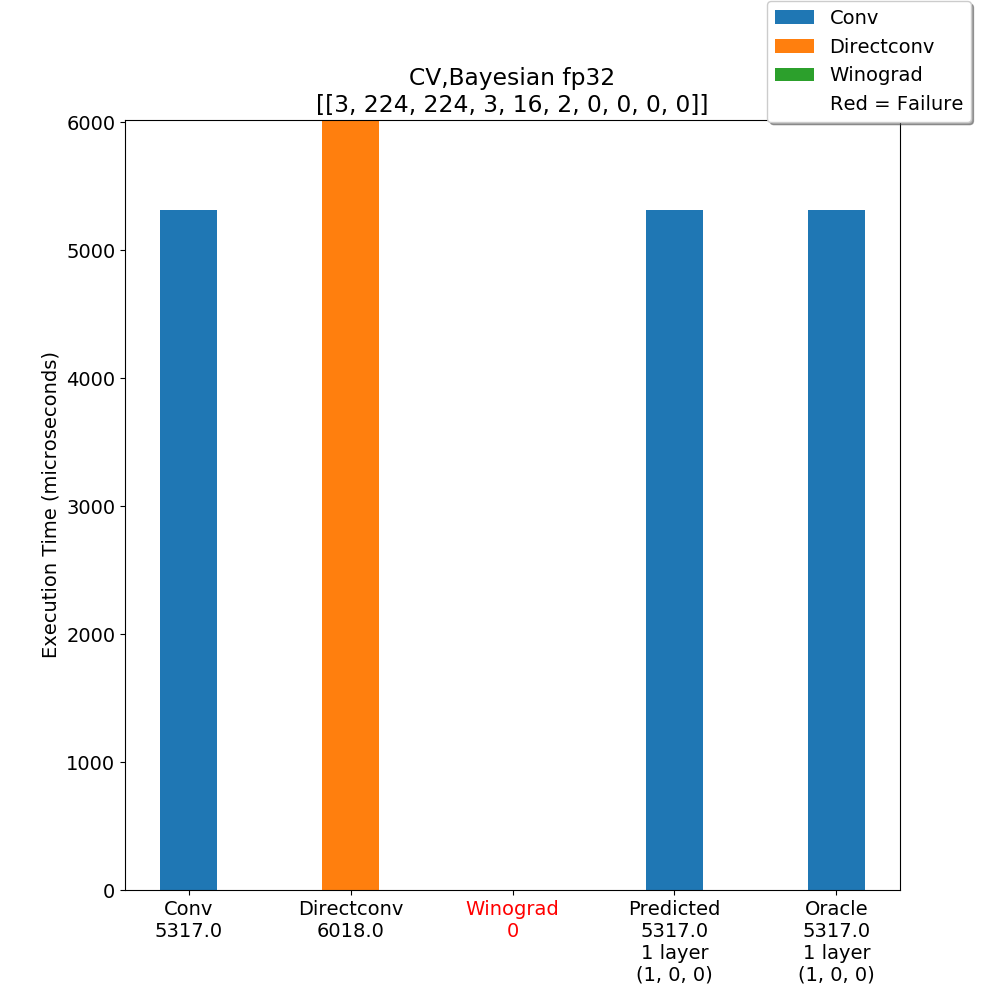 Conv
Directconv
Winograd
Red = Failure
CV,Bayesian fp32
[[3, 224, 224, 3, 16, 2, 0, 0, 0, 0]]
Execution Time (microseconds)
6000
5000
4000
3000
2000
1000
0
Conv
5317.0
Directconv
6018.0
Winograd
0
Predicted
5317.0
1 layer
(1, 0, 0)
Oracle
5317.0
1 layer
(1, 0, 0)